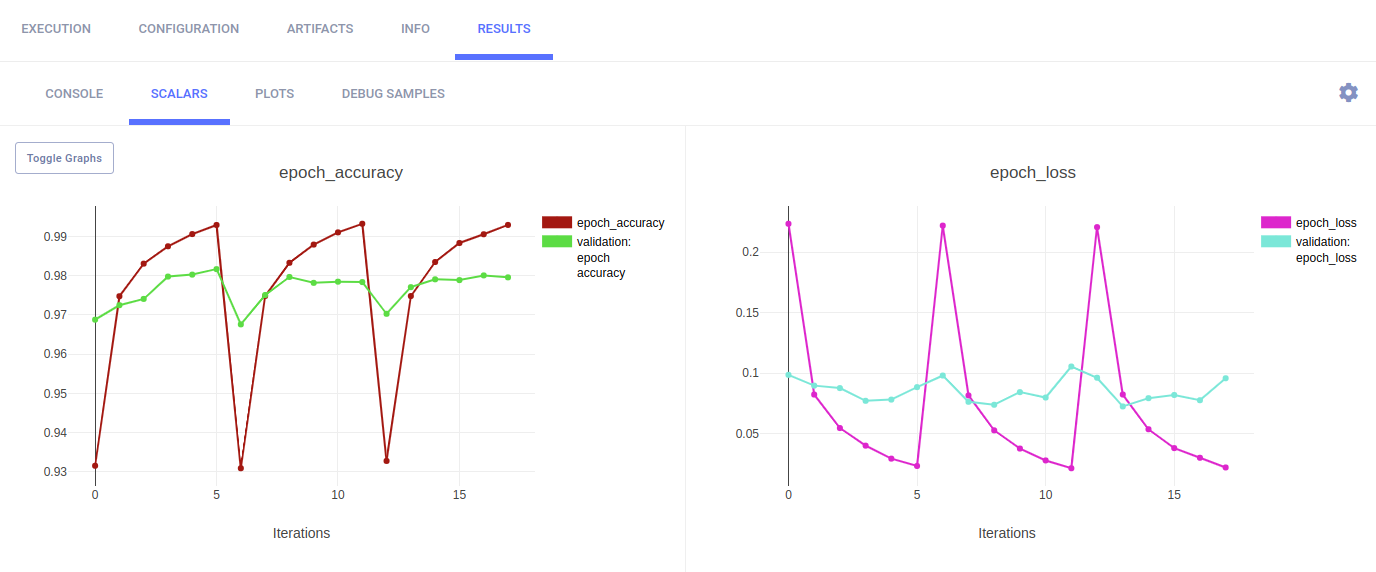 EXECUTION CONFIGURATION ARTIFACTS INFO RESULTS
CONSOLE SCALARS PLOTS DEBUG SAMPLES
Toggle Graphs
epoch_accuracy
0.99
0.98
0.97
0.96
0.95
0.94
0.93
0 5 10 15
Iterations
epoch_accuracy
validation:
epoch
accuracy
epoch_loss
0.2
0.15
0.1
0.05
0 5 10 15
Iterations
epoch_loss
validation:
epoch_loss